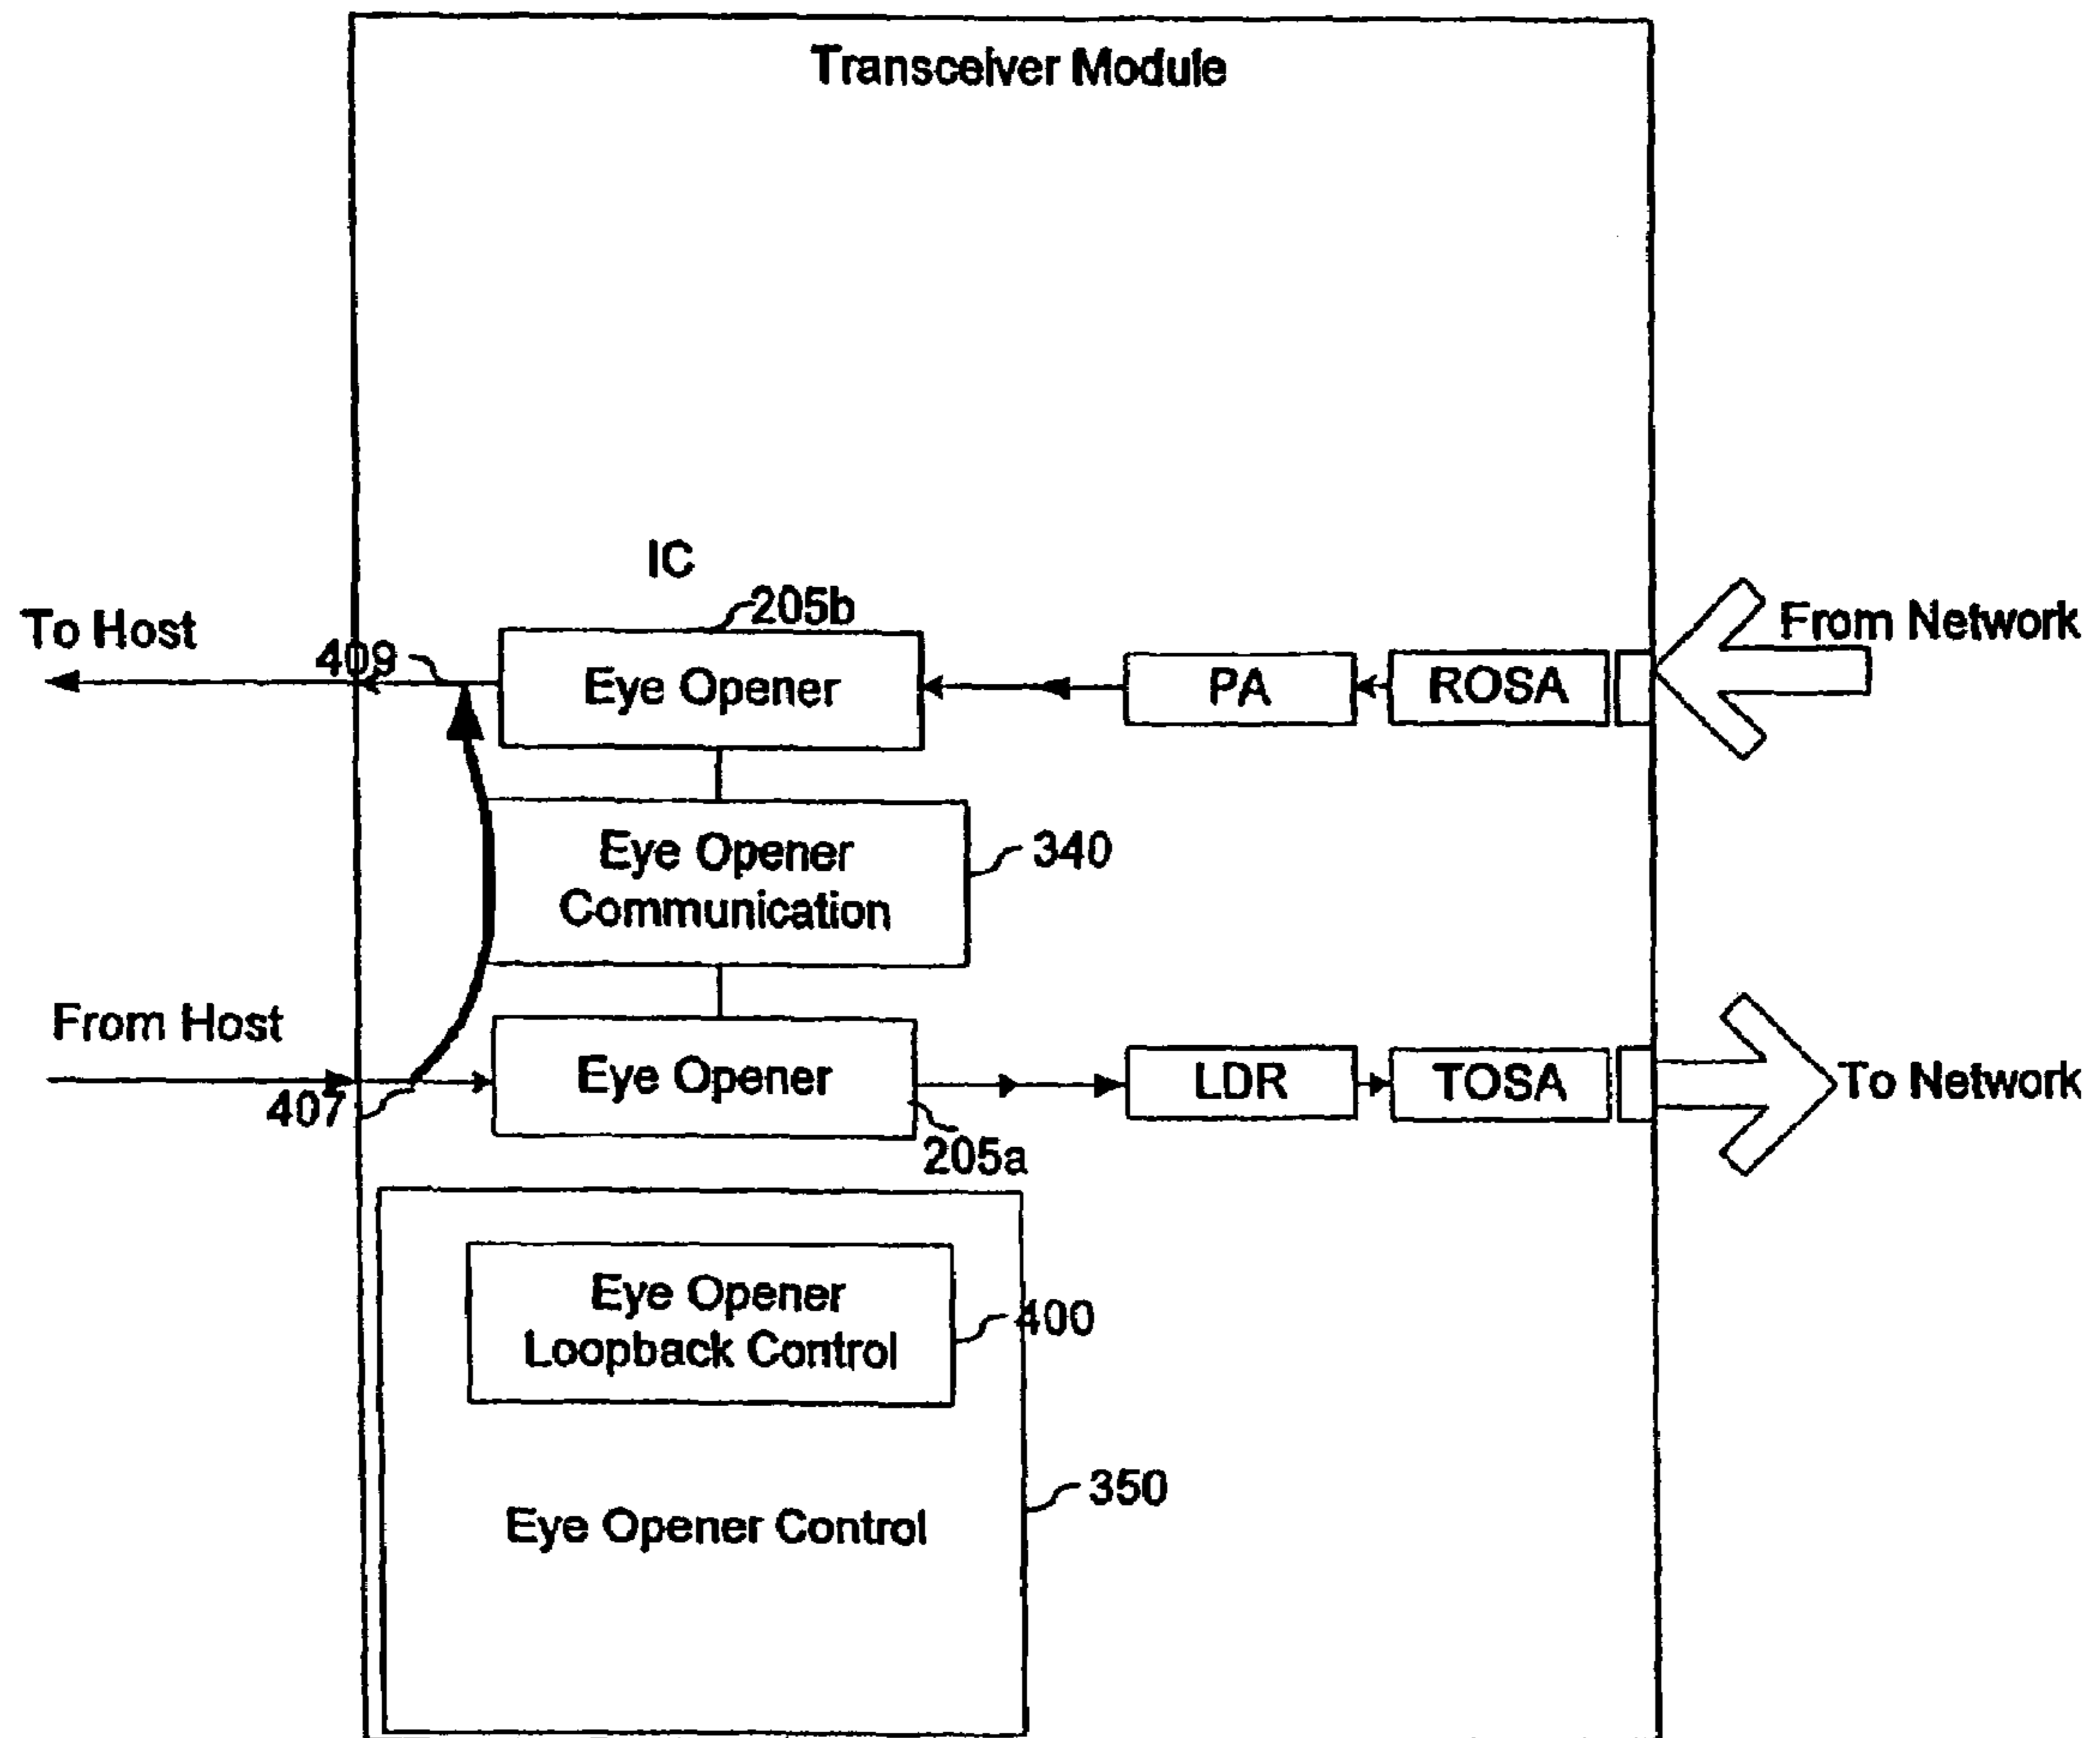 Transceiver Module
IC
205b
To Host
409
Eye Opener
PA
ROSA
From Network
Eye Opener
Communication
340
From Host
407
Eye Opener
205a
LDR
TOSA
To Network
Eye Opener
Loopback Control
400
Eye Opener Control
350